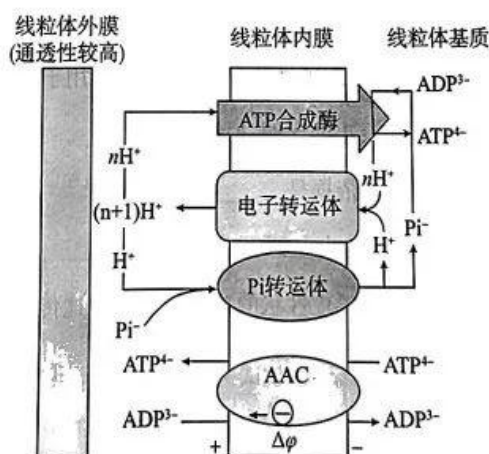 线粒体外膜
(通透性较高)
线粒体内膜
线粒体基质
ADP³⁻
ATP合成酶
ATP⁴⁻
nH⁺
nH⁺
电子转运体
(n+1)H⁺
H⁺
Pi⁻
H⁺
Pi转运体
Pi⁻
ATP⁴⁻
AAC
ATP⁴⁻
ADP³⁻
−
ADP³⁻
+
Δφ
−